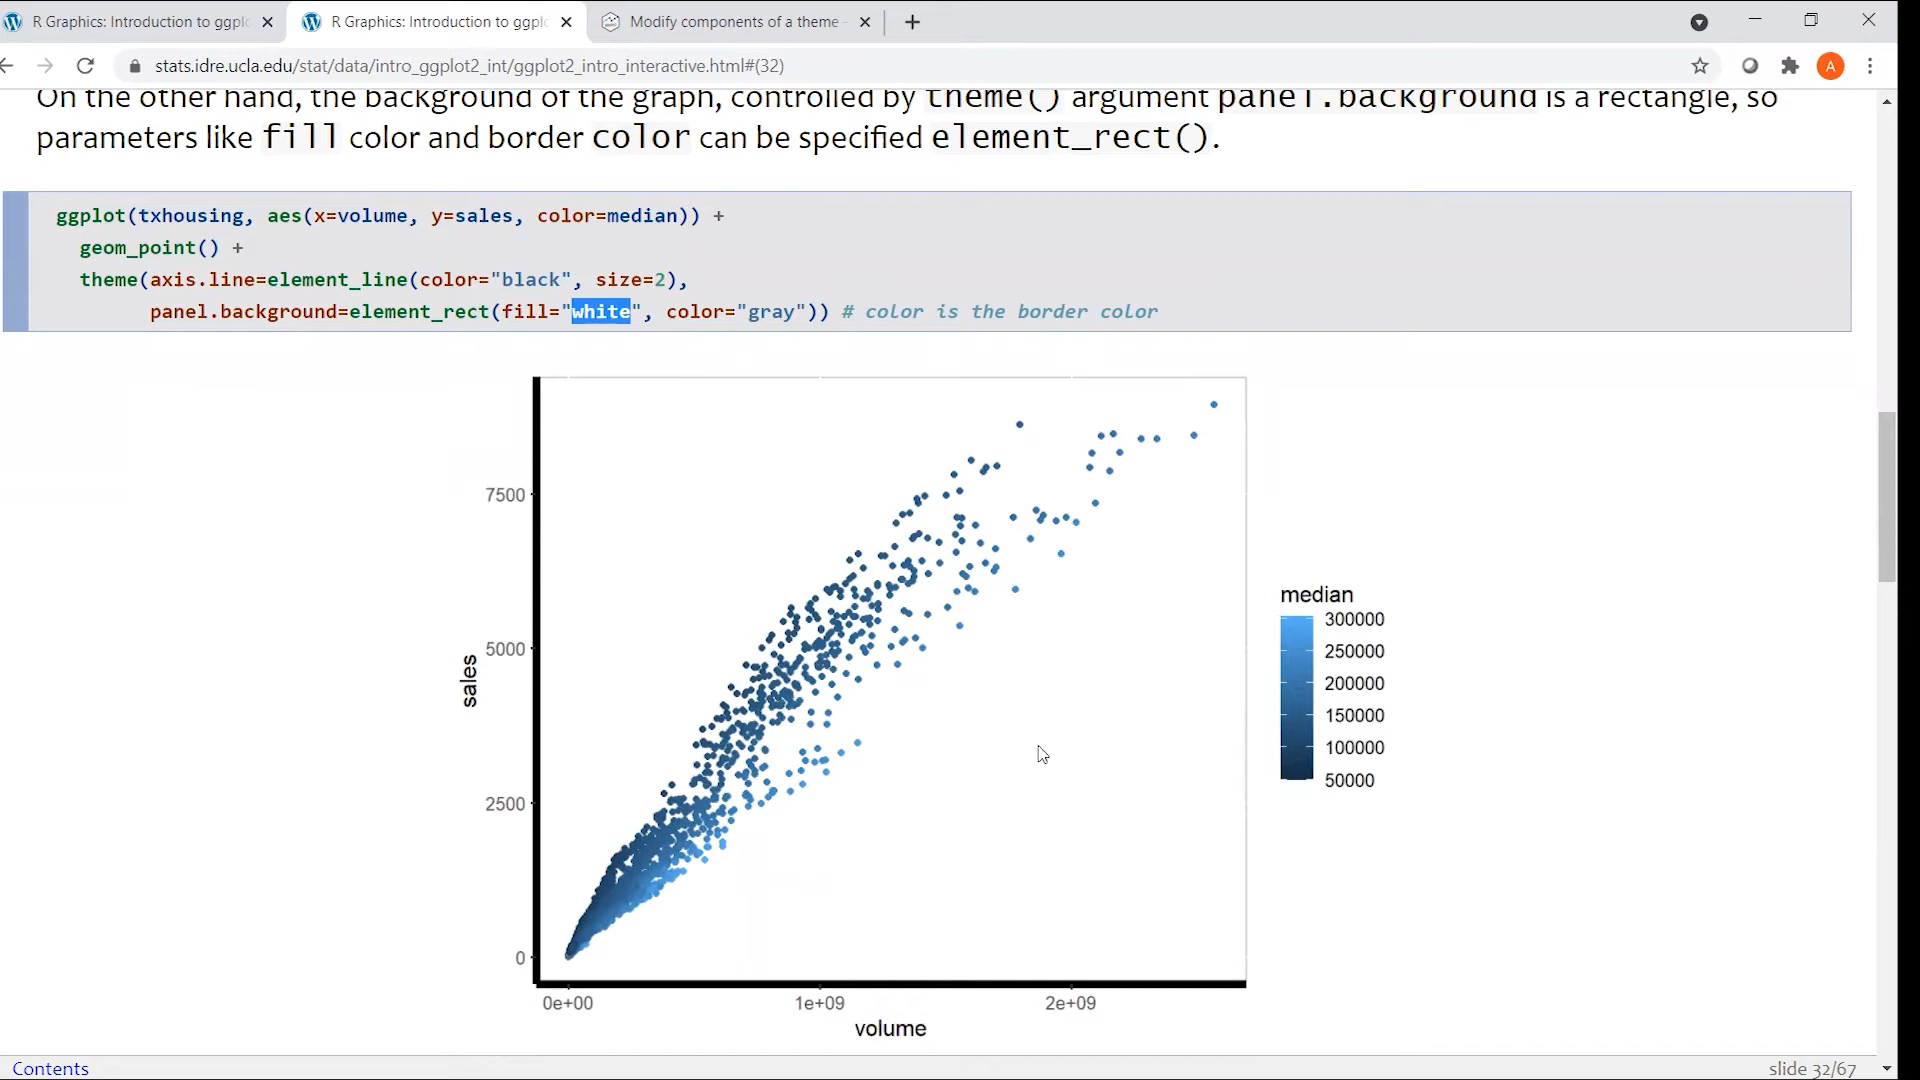 R Graphics: Introduction to ggpl
R Graphics: Introduction to ggpl
Modify components of a theme -
stats.idre.ucla.edu/stat/data/intro_ggplot2_int/ggplot2_intro_interactive.html#(32)
A
On the other hand, the background of the graph, controlled by theme() argument panel.background is a rectangle, so
parameters like fill color and border color can be specified element_rect().
ggplot(txhousing, aes(x=volume, y=sales, color=median)) +
geom_point() +
theme(axis.line=element_line(color="black", size=2),
panel.background=element_rect(fill="white", color="gray")) # color is the border color
7500
5000
2500
0
sales
0e+00
1e+09
2e+09
volume
median
300000
250000
200000
150000
100000
50000
Contents
slide 32/67